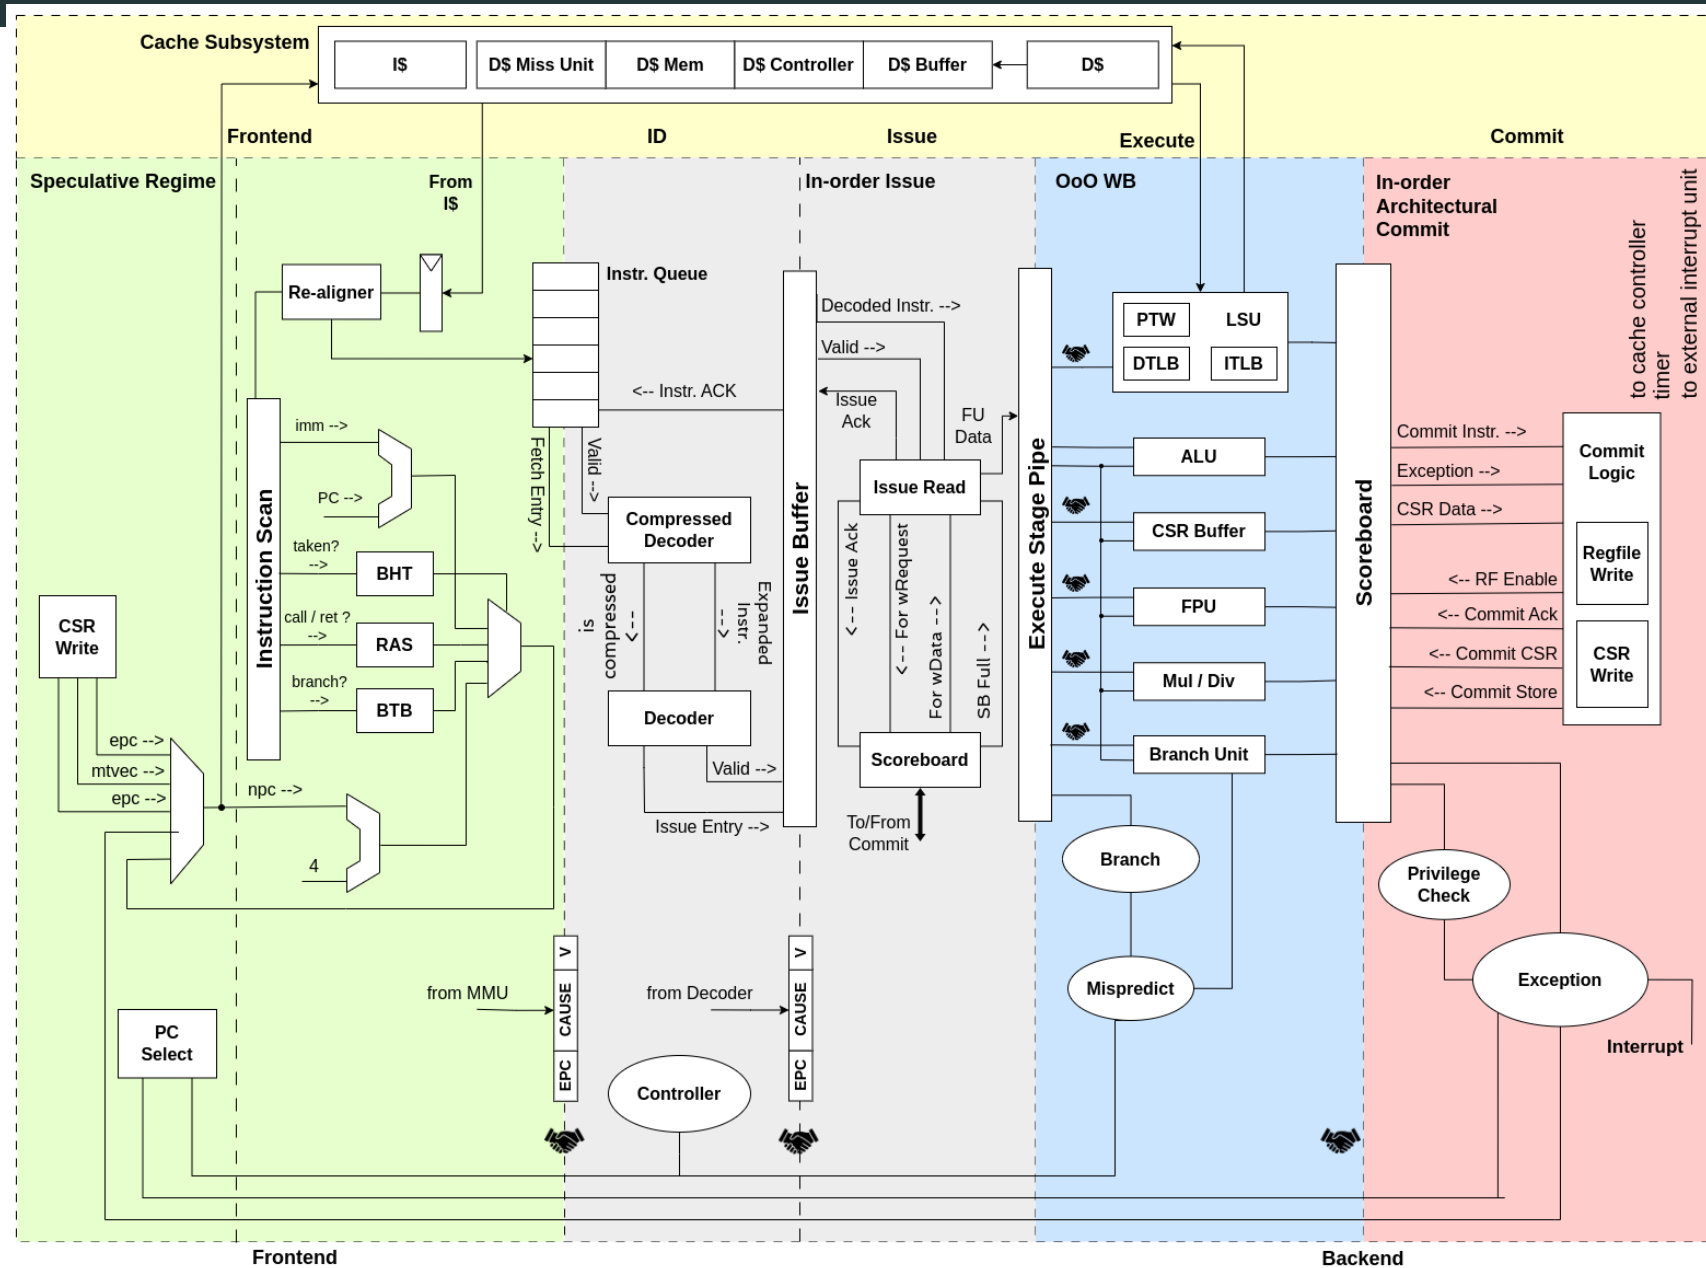 Cache Subsystem
I$
D$ Miss Unit
D$ Mem
D$ Controller
D$ Buffer
D$
Frontend
ID
Issue
Execute
Commit
Speculative Regime
From
I$
In-order Issue
OoO WB
In-order
Architectural
Commit
to cache controller
timer
to external interrupt unit
Re-aligner
Instr. Queue
Decoded Instr. -->
Valid -->
<-- Instr. ACK
Issue
Ack
FU
Data
PTW
LSU
DTLB
ITLB
imm -->
PC -->
taken?
-->
BHT
call / ret ?
-->
RAS
branch?
-->
BTB
Instruction Scan
Fetch Entry -->
Valid -->
Compressed
Decoder
is
compressed
-->
Expanded
Instr.
-->
Decoder
Valid -->
Issue Entry -->
Issue Buffer
Issue Read
<--- Issue Ack
<--- For wRequest
For wData --->
SB Full --->
Scoreboard
To/From
Commit
Execute Stage Pipe
ALU
CSR Buffer
FPU
Mul / Div
Branch Unit
Scoreboard
Commit Instr. -->
Exception -->
CSR Data -->
<-- RF Enable
<-- Commit Ack
<-- Commit CSR
<-- Commit Store
Commit
Logic
Regfile
Write
CSR
Write
CSR
Write
epc -->
mtvec -->
epc -->
npc -->
4
Branch
Mispredict
Privilege
Check
Exception
Interrupt
from MMU
V
CAUSE
EPC
from Decoder
V
CAUSE
EPC
PC
Select
Controller
Frontend
Backend